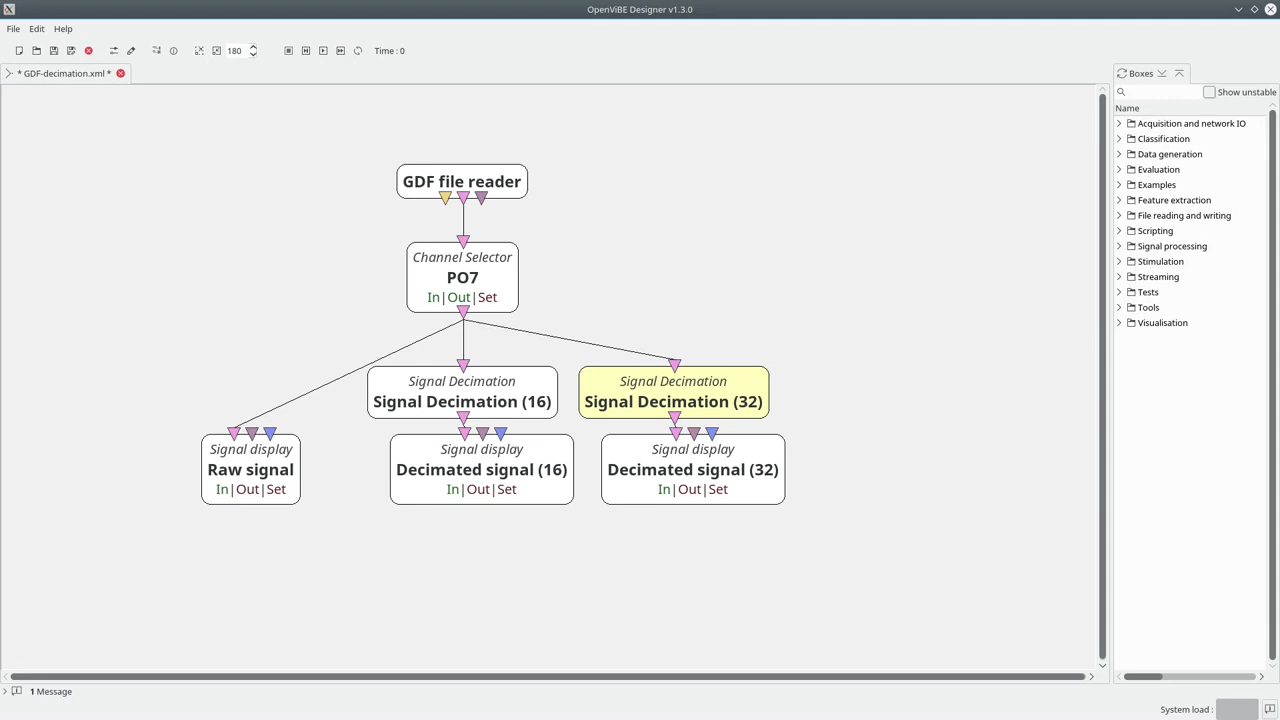 OpenViBE Designer v1.3.0
File Edit Help
180 Time : 0
* GDF-decimation.xml *
Boxes
Show unstable
Name
Acquisition and network IO
Classification
Data generation
Evaluation
Examples
Feature extraction
File reading and writing
Scripting
Signal processing
Stimulation
Streaming
Tests
Tools
Visualisation
GDF file reader
Channel Selector
PO7
In|Out|Set
Signal Decimation
Signal Decimation (16)
Signal Decimation
Signal Decimation (32)
Signal display
Raw signal
In|Out|Set
Signal display
Decimated signal (16)
In|Out|Set
Signal display
Decimated signal (32)
In|Out|Set
1 Message
System load :